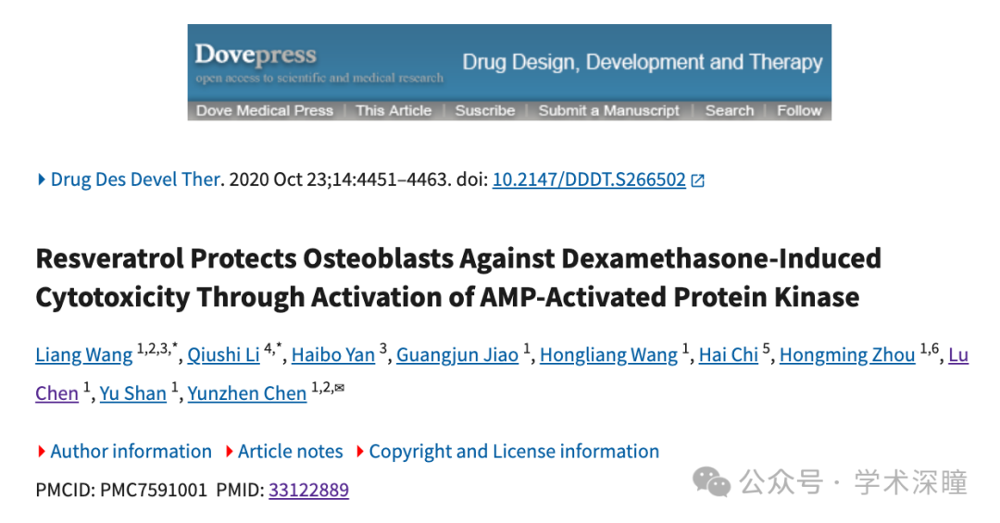 Dovepress
open access to scientific and medical research
Drug Design, Development and Therapy
Dove Medical Press | This Article | Suscribe | Submit a Manuscript | Search | Follow
Drug Des Devel Ther. 2020 Oct 23;14:4451–4463. doi: 10.2147/DDDT.S266502
Resveratrol Protects Osteoblasts Against Dexamethasone-Induced
Cytotoxicity Through Activation of AMP-Activated Protein Kinase
Liang Wang 1,2,3,*, Qiushi Li 4,*, Haibo Yan 3, Guangjun Jiao 1, Hongliang Wang 1, Hai Chi 5, Hongming Zhou 1,6, Lu
Chen 1, Yu Shan 1, Yunzhen Chen 1,2,✉
Author information Article notes Copyright and License information
PMCID: PMC7591001 PMID: 33122889
公众号 · 学术深瞳